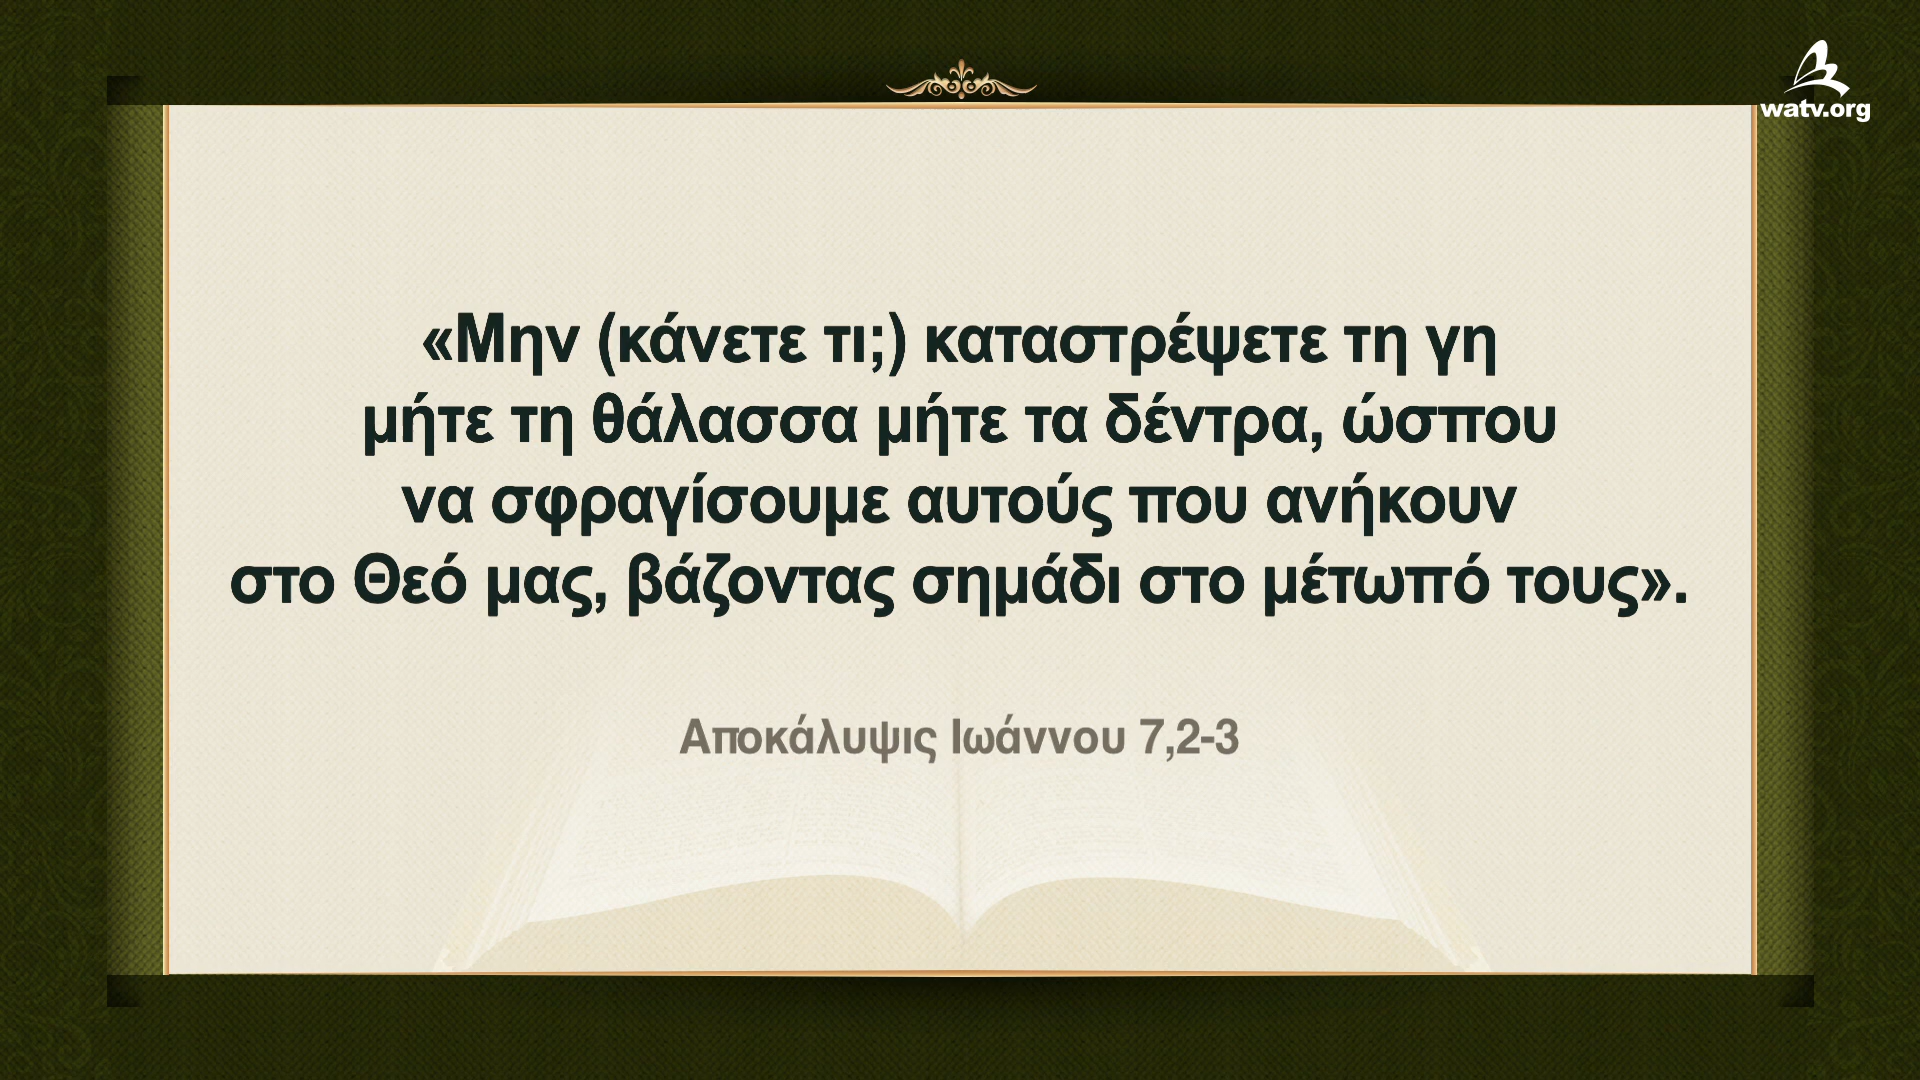 watv.org
«Μην (κάνετε τι;) καταστρέψετε τη γη
μήτε τη θάλασσα μήτε τα δέντρα, ώσπου
να σφραγίσουμε αυτούς που ανήκουν
στο Θεό μας, βάζοντας σημάδι στο μέτωπό τους».
Αποκάλυψις Ιωάννου 7,2-3